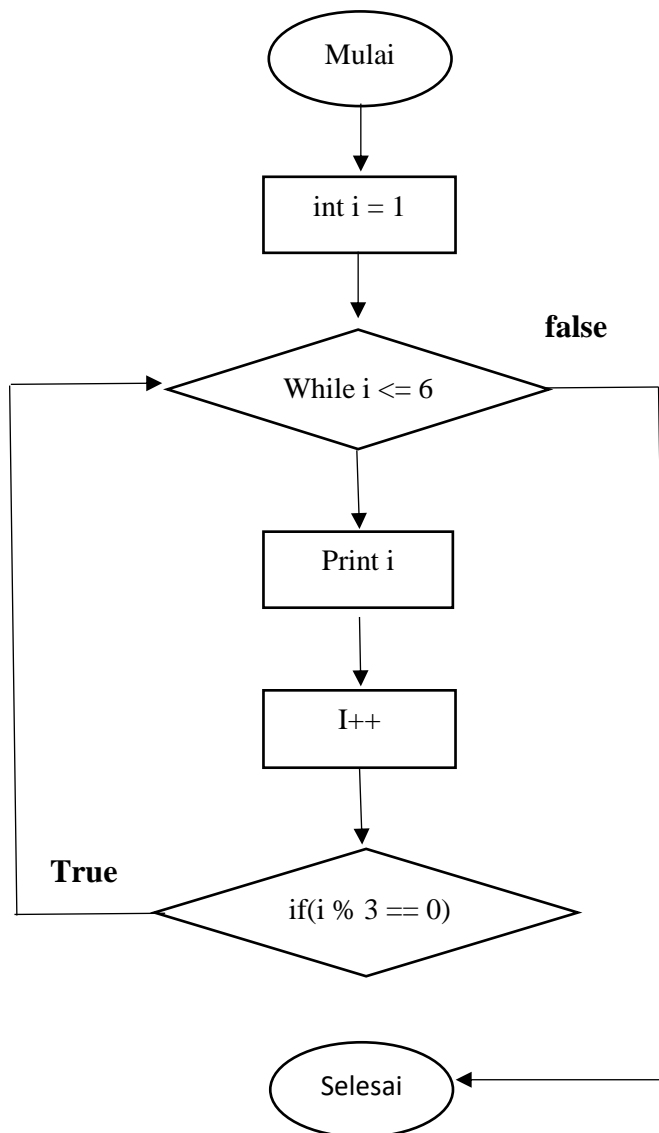 Mulai
int i = 1
false
While i <= 6
Print i
I++
True
if(i % 3 == 0)
Selesai